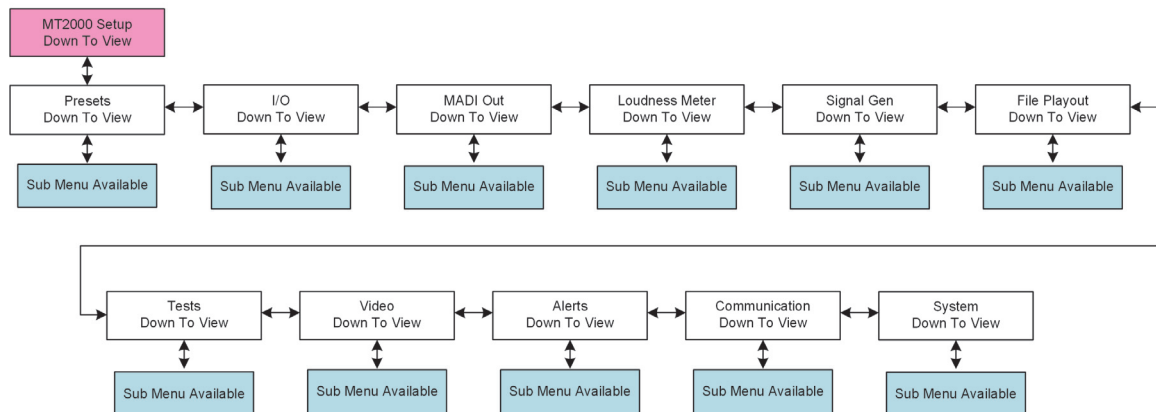 MT2000 Setup
Down To View
Presets
Down To View
I/O
Down To View
MADI Out
Down To View
Loudness Meter
Down To View
Signal Gen
Down To View
File Playout
Down To View
Sub Menu Available
Sub Menu Available
Sub Menu Available
Sub Menu Available
Sub Menu Available
Sub Menu Available
Tests
Down To View
Video
Down To View
Alerts
Down To View
Communication
Down To View
System
Down To View
Sub Menu Available
Sub Menu Available
Sub Menu Available
Sub Menu Available
Sub Menu Available